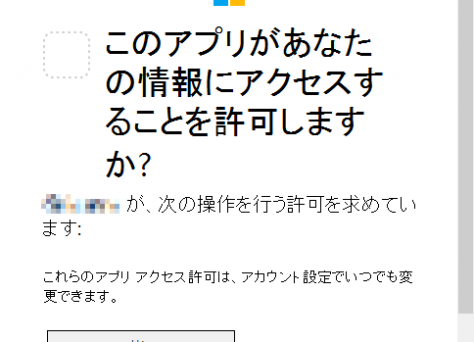 このアプリがあなた
の情報にアクセスす
ることを許可します
か?
が、次の操作を行う許可を求めてい
ます:
これらのアプリ アクセス許可は、アカウント設定でいつでも変
更できます。